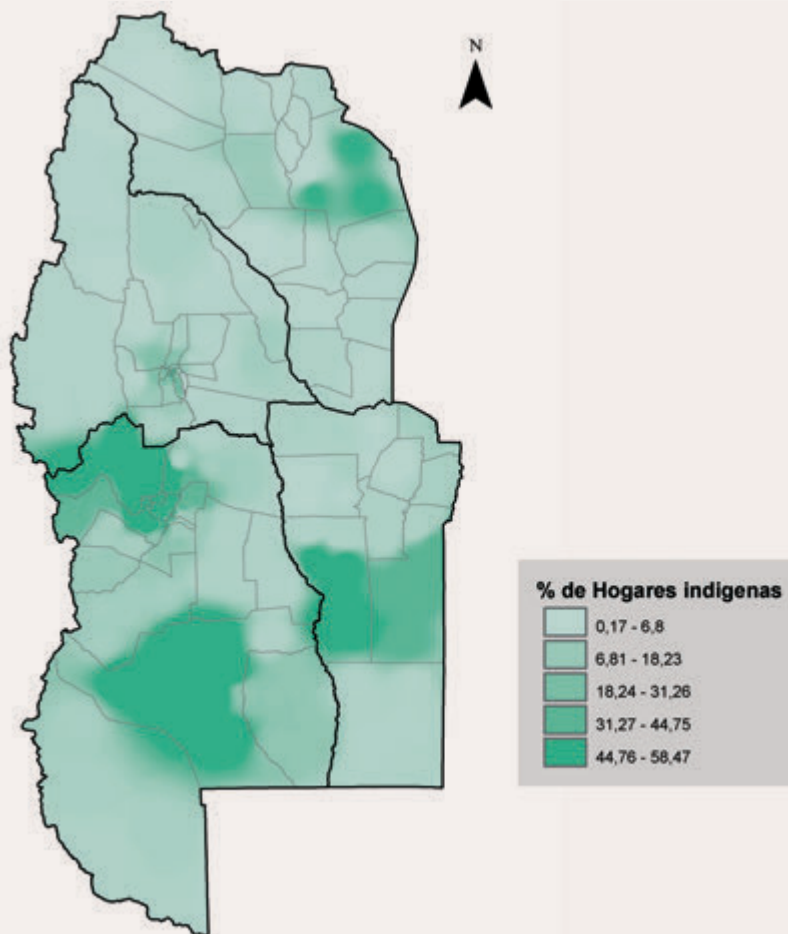 N
% de Hogares indigenas
0,17 - 6,8
6,81 - 18,23
18,24 - 31,26
31,27 - 44,75
44,76 - 58,47